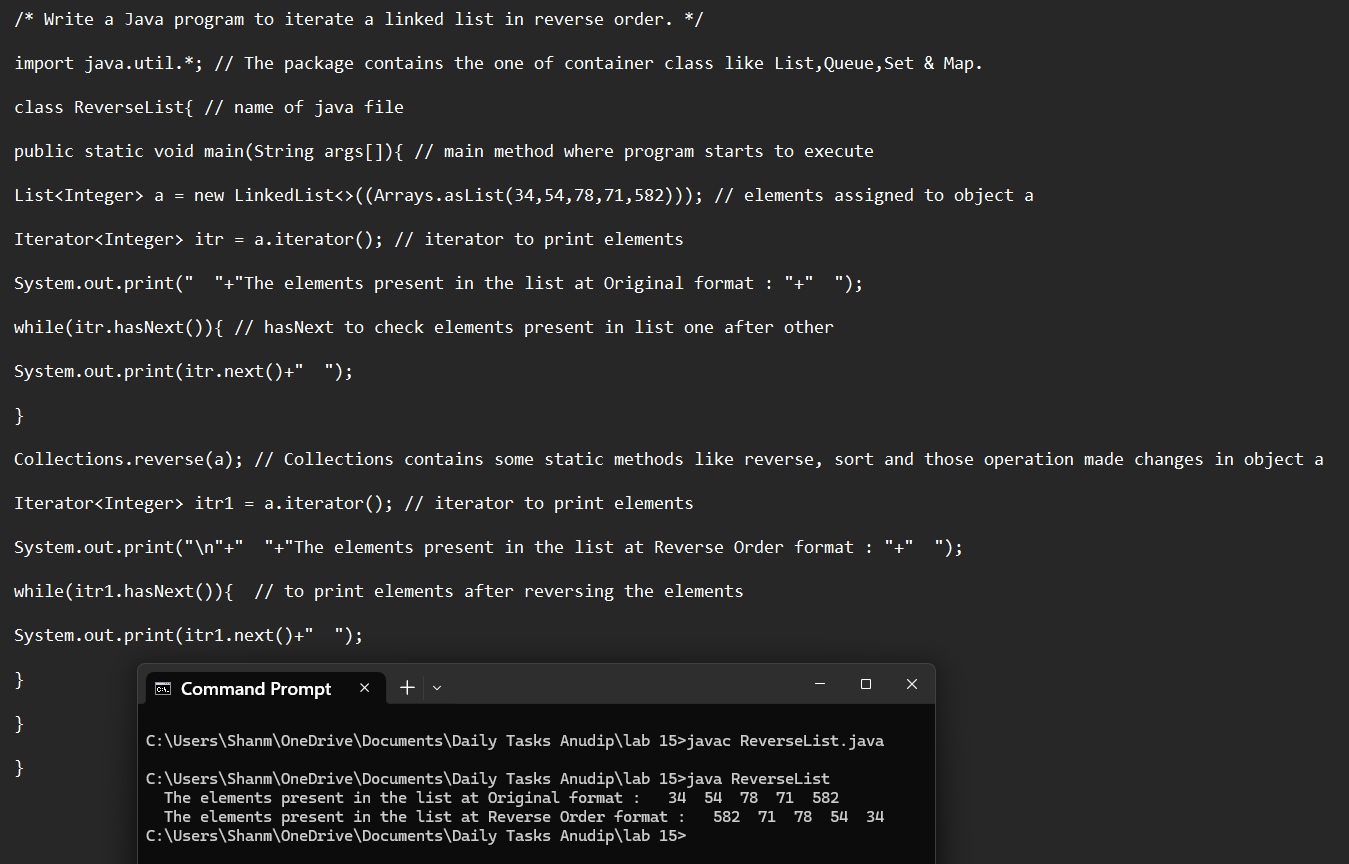 /* Write a Java program to iterate a linked list in reverse order. */
import java.util.*; // The package contains the one of container class like List,Queue,Set & Map.
class ReverseList{ // name of java file
public static void main(String args[]){ // main method where program starts to execute
List<Integer> a = new LinkedList<>((Arrays.asList(34,54,78,71,582))); // elements assigned to object a
Iterator<Integer> itr = a.iterator(); // iterator to print elements
System.out.print("  "+"The elements present in the list at Original format : "+"  ");
while(itr.hasNext()){ // hasNext to check elements present in list one after other
System.out.print(itr.next()+"  ");
}
Collections.reverse(a); // Collections contains some static methods like reverse, sort and those operation made changes in object a
Iterator<Integer> itr1 = a.iterator(); // iterator to print elements
System.out.print("\n"+"  "+"The elements present in the list at Reverse Order format : "+"  ");
while(itr1.hasNext()){  // to print elements after reversing the elements
System.out.print(itr1.next()+"  ");
}
}
}
Command Prompt
C:\Users\Shanm\OneDrive\Documents\Daily Tasks Anudip\lab 15>javac ReverseList.java
C:\Users\Shanm\OneDrive\Documents\Daily Tasks Anudip\lab 15>java ReverseList
  The elements present in the list at Original format :   34  54  78  71  582
  The elements present in the list at Reverse Order format :   582  71  78  54  34
C:\Users\Shanm\OneDrive\Documents\Daily Tasks Anudip\lab 15>